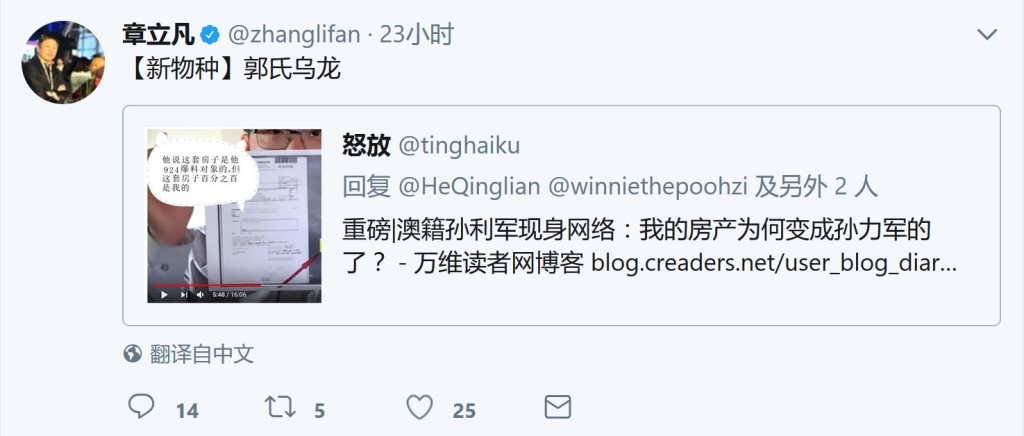 章立凡 @zhanglifan · 23小时
【新物种】郭氏乌龙
他说这套房子是他
924爆料对象的,但
这套房子百分之百
是我的
5:48 / 16:06
怒放 @tinghaiku
回复 @HeQinglian @winniethepoohzi 及另外 2 人
重磅|澳籍孙利军现身网络：我的房产为何变成孙力军的
了？ - 万维读者网博客 blog.creaders.net/user_blog_diar...
翻译自中文
14 5 25